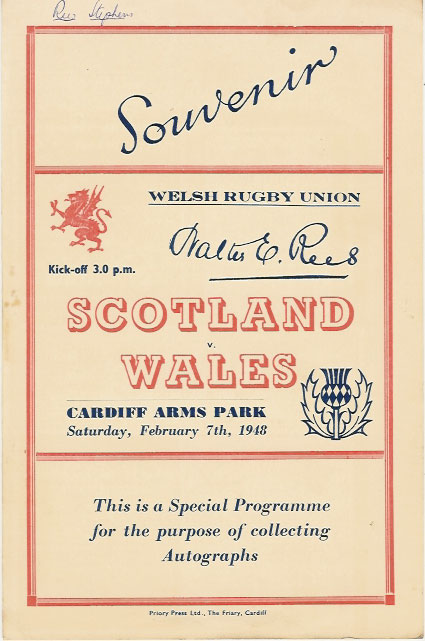 Rees Stephens
Souvenir
WELSH RUGBY UNION
Walter E. Rees
Kick-off 3.0 p.m.
SCOTLAND
v.
WALES
CARDIFF ARMS PARK
Saturday, February 7th, 1948
This is a Special Programme
for the purpose of collecting
Autographs
Priory Press Ltd., The Friary, Cardiff